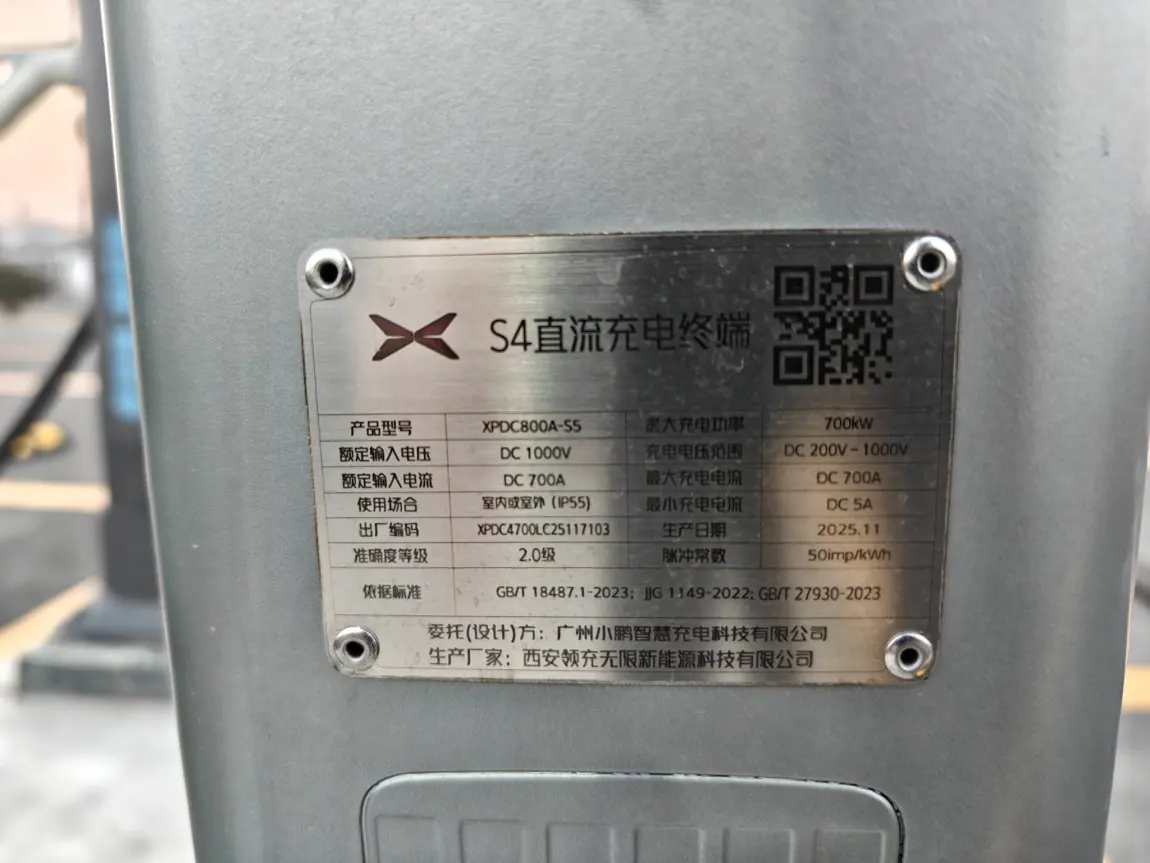 S4直流充电终端
产品型号 XPDC800A-S5 最大充电功率 700kW
额定输入电压 DC 1000V 充电电压范围 DC 200V-1000V
额定输入电流 DC 700A 最大充电电流 DC 700A
使用场合 室内或室外 (IP55) 最小充电电流 DC 5A
出厂编码 XPDC4700LC25117103 生产日期 2025.11
准确度等级 2.0级 脉冲常数 50imp/kWh
依据标准 GB/T 18487.1-2023; JJG 1149-2022; GB/T 27930-2023
委托(设计)方: 广州小鹏智慧充电科技有限公司
生产厂家: 西安领充无限新能源科技有限公司